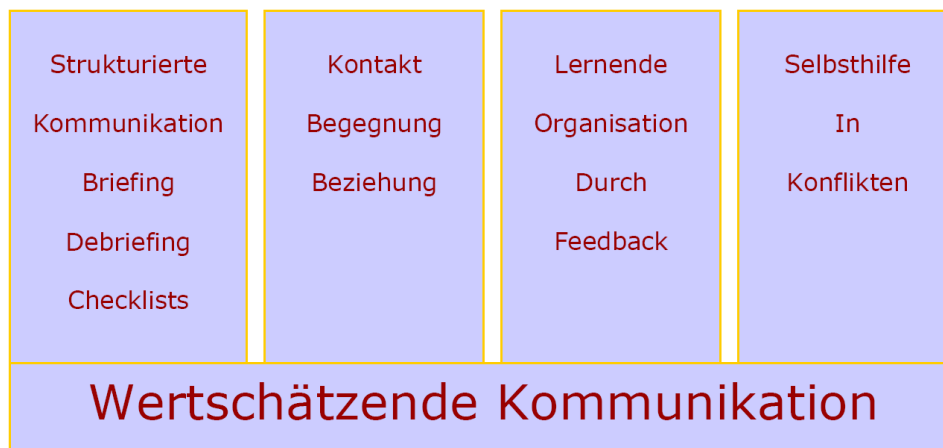 Strukturierte
Kommunikation
Briefing
Debriefing
Checklists
Kontakt
Begegnung
Beziehung
Lernende
Organisation
Durch
Feedback
Selbsthilfe
In
Konflikten
Wertschätzende Kommunikation